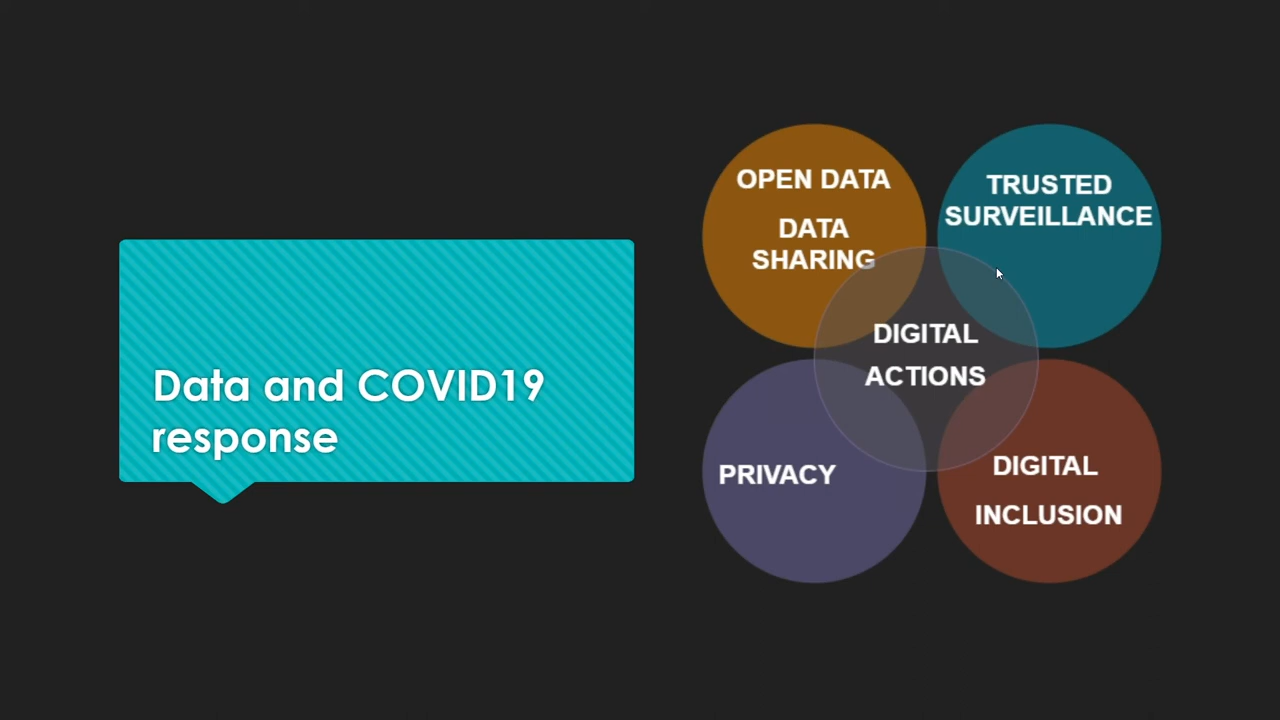 Data and COVID19
response
OPEN DATA
DATA
SHARING
TRUSTED
SURVEILLANCE
DIGITAL
ACTIONS
PRIVACY
DIGITAL
INCLUSION